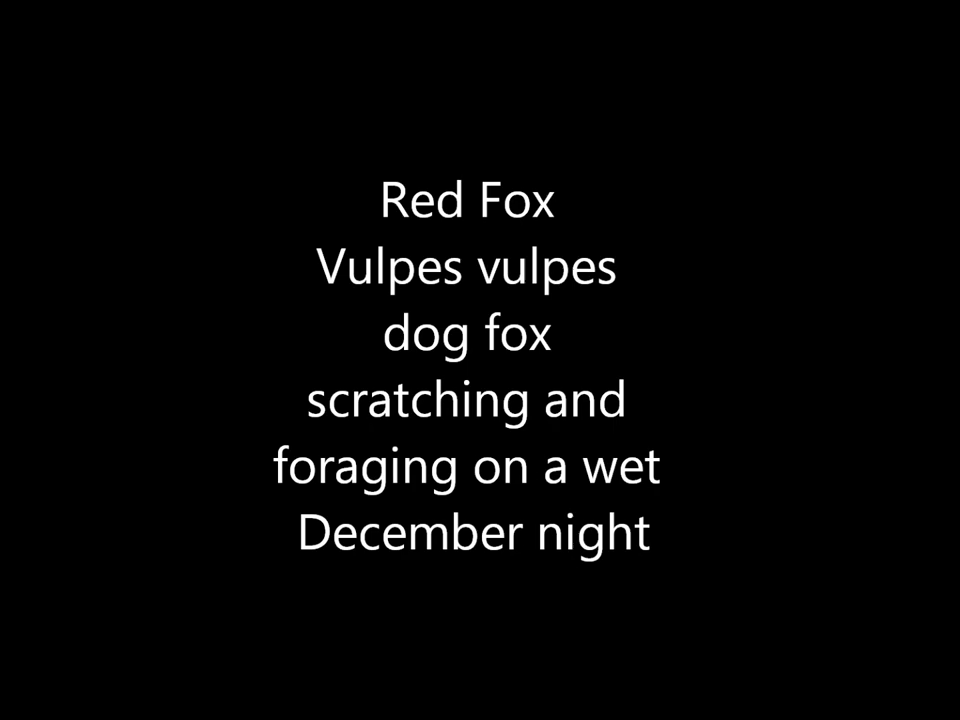 Red Fox
Vulpes vulpes
dog fox
scratching and
foraging on a wet
December night